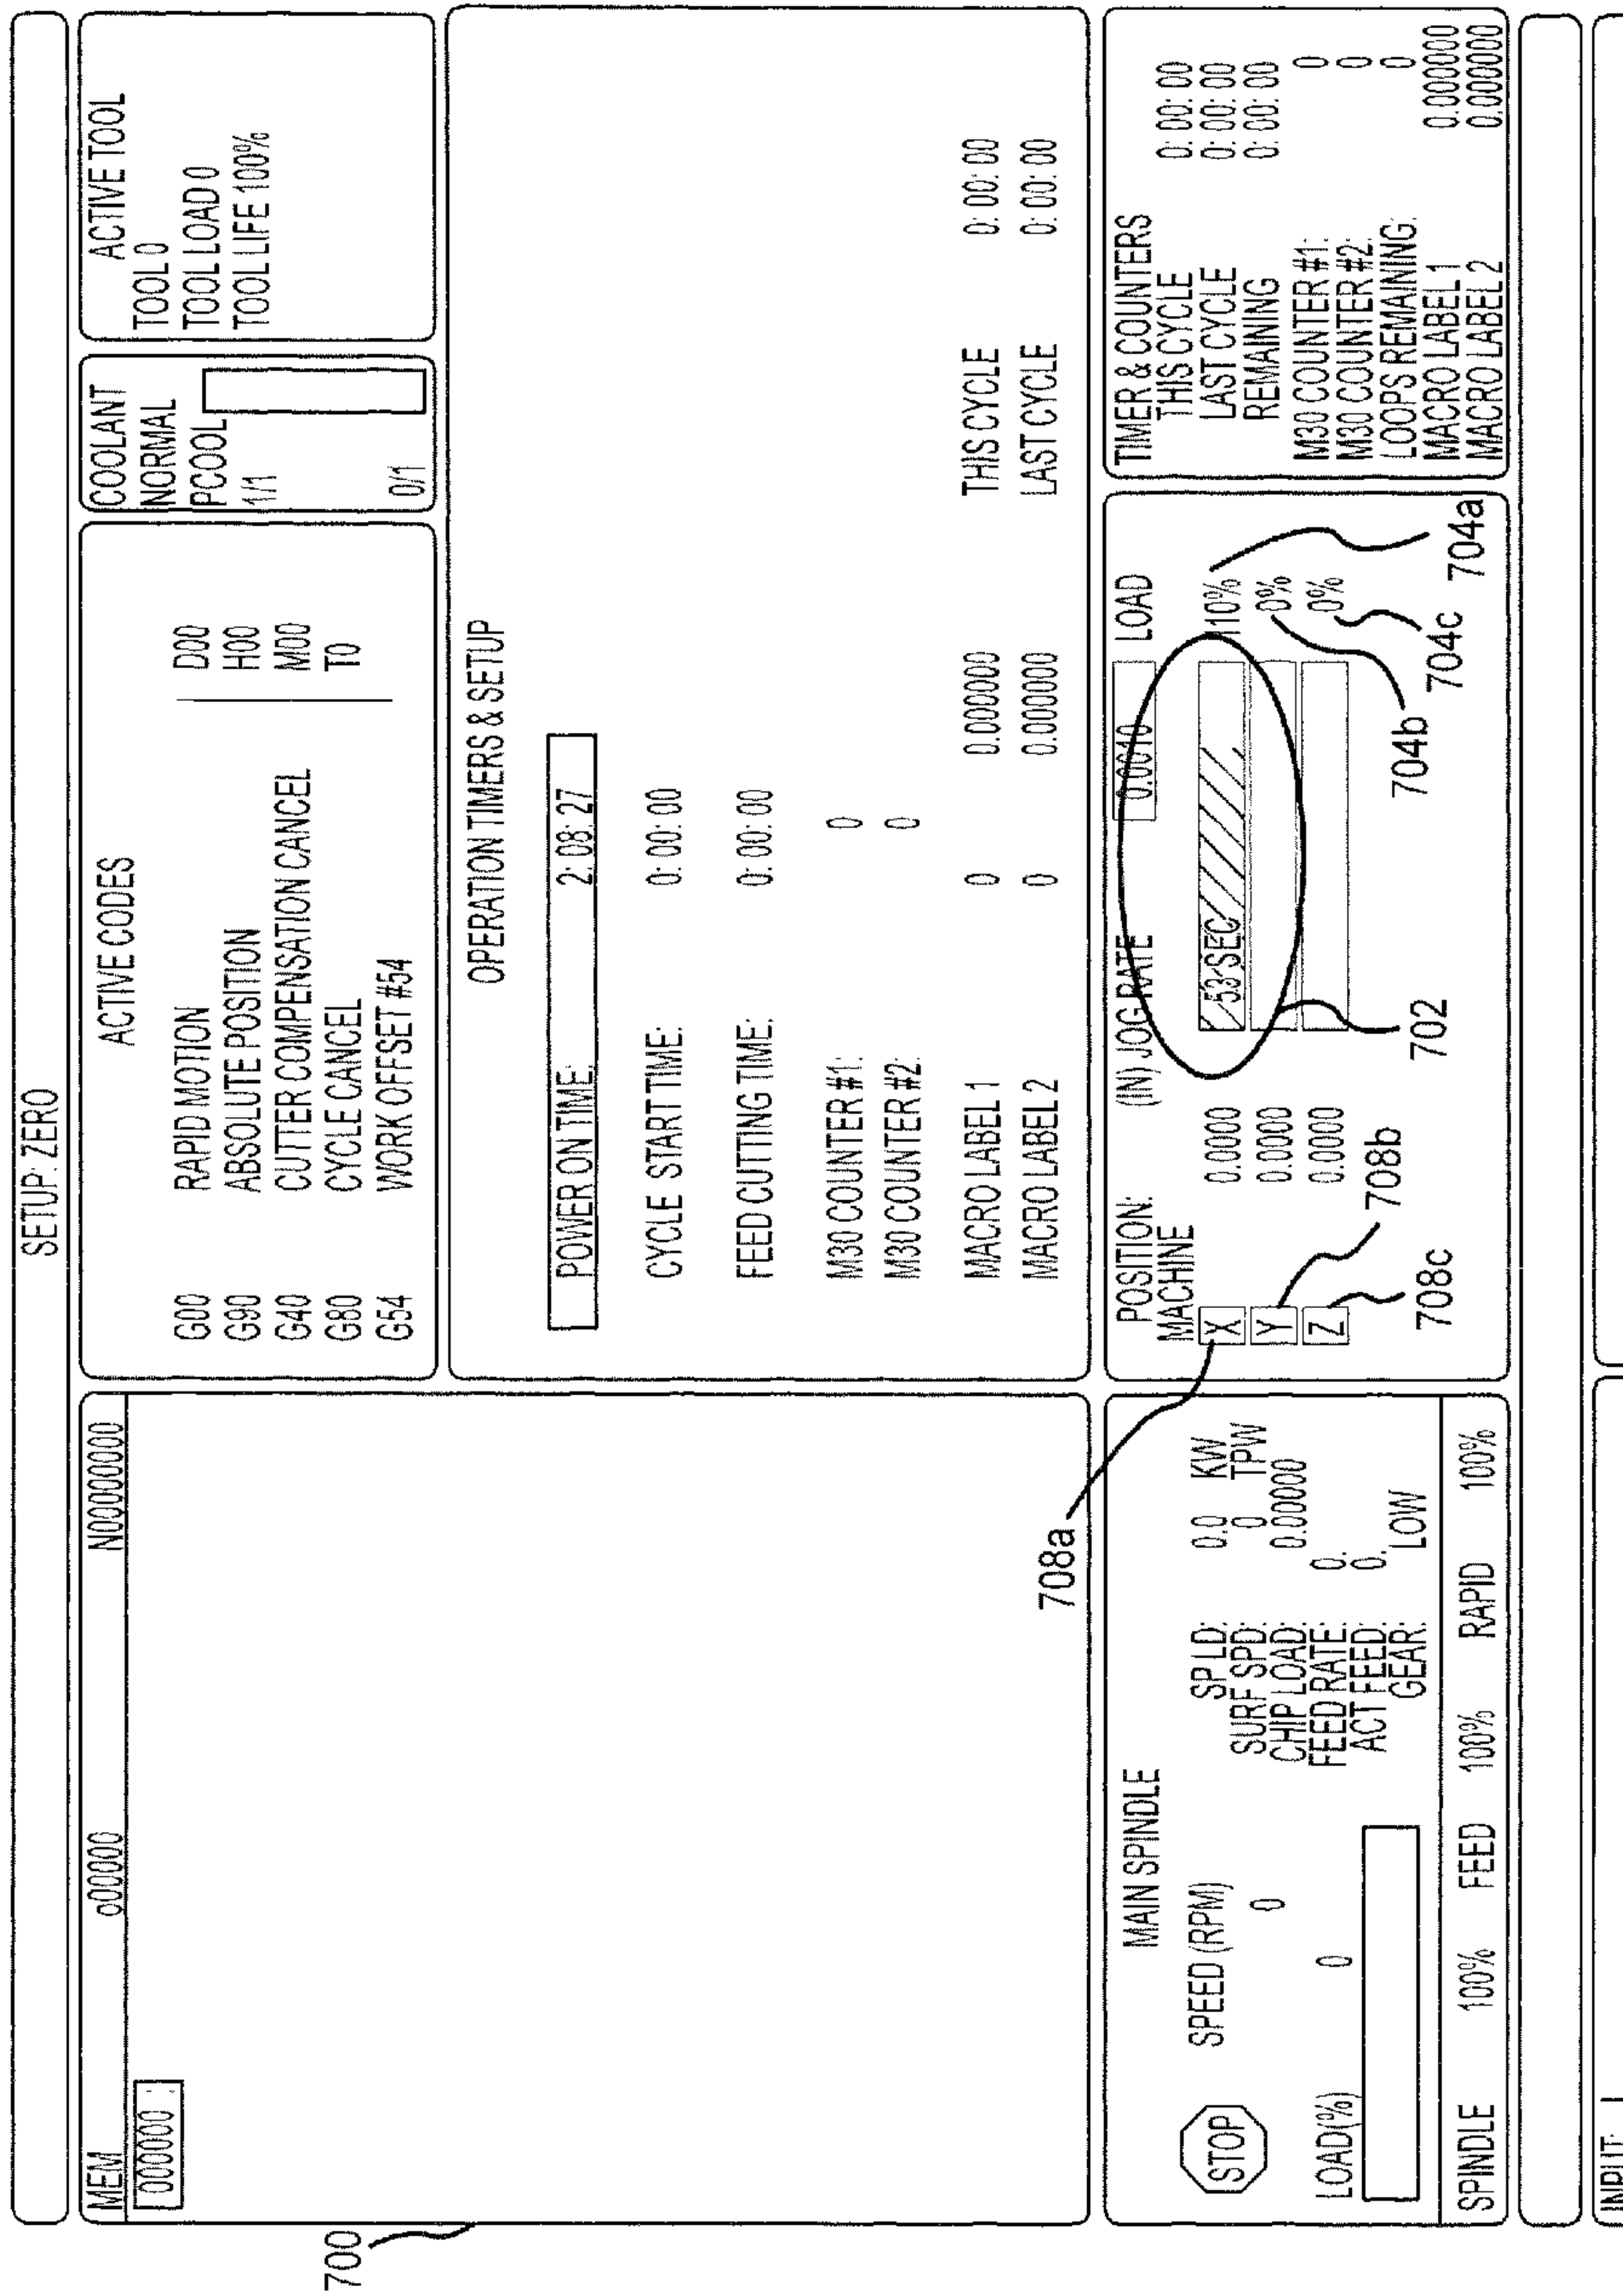 SETUP: ZERO
MEM o00000 N00000000
000000 :
ACTIVE CODES
G00 RAPID MOTION D00
G90 ABSOLUTE POSITION H00
G40 CUTTER COMPENSATION CANCEL M00
G80 CYCLE CANCEL T0
G54 WORK OFFSET #54
COOLANT
NORMAL
PCOOL
1/1
0/1
ACTIVE TOOL
TOOL 0
TOOL LOAD 0
TOOL LIFE 100%
OPERATION TIMERS & SETUP
POWER ON TIME: 2: 08: 27
CYCLE START TIME: 0: 00: 00
FEED CUTTING TIME: 0: 00: 00
M30 COUNTER #1: 0
M30 COUNTER #2: 0
MACRO LABEL 1 0 0.000000 THIS CYCLE 0: 00: 00
MACRO LABEL 2 0 0.000000 LAST CYCLE 0: 00: 00
700
708a
MAIN SPINDLE
STOP
SPEED (RPM)
0
LOAD(%) 0
SP LD: 0.0 KW
SURF SPD: 0 TPW
CHIP LOAD: 0.00000
FEED RATE: 0.
ACT FEED: 0.
GEAR: LOW
SPINDLE 100% FEED 100% RAPID 100%
POSITION: (IN) JOG RATE 0.0010 LOAD
MACHINE
X 0.0000 53 SEC 110%
Y 0.0000 0%
Z 0.0000 0%
708c 708b 702 704b 704c 704a
TIMER & COUNTERS
THIS CYCLE 0: 00: 00
LAST CYCLE 0: 00: 00
REMAINING 0: 00: 00
M30 COUNTER #1: 0
M30 COUNTER #2: 0
LOOPS REMAINING: 0
MACRO LABEL 1 0.000000
MACRO LABEL 2 0.000000
INPUT: